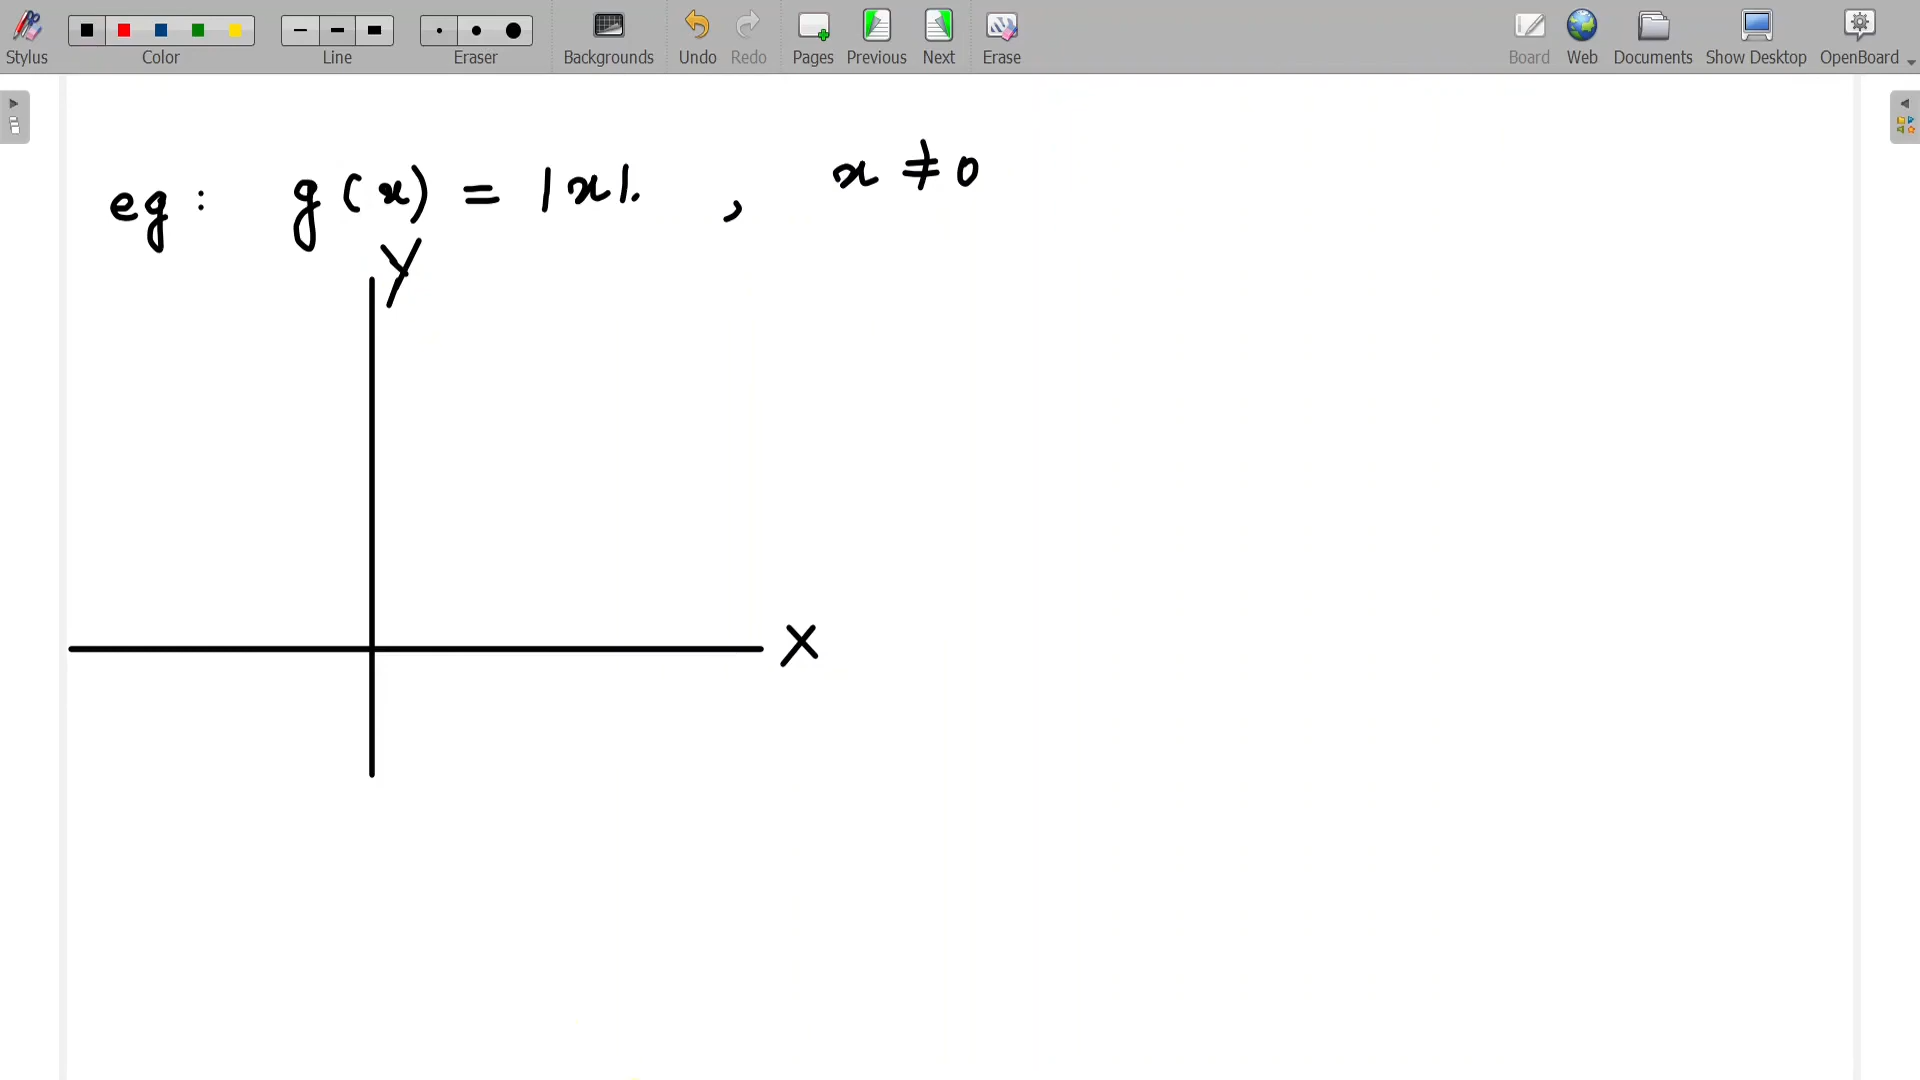 Stylus Color Line Eraser Backgrounds Undo Redo Pages Previous Next Erase Board Web Documents Show Desktop OpenBoard
eg : g(x) = |x|. , x ≠ 0
Y
X